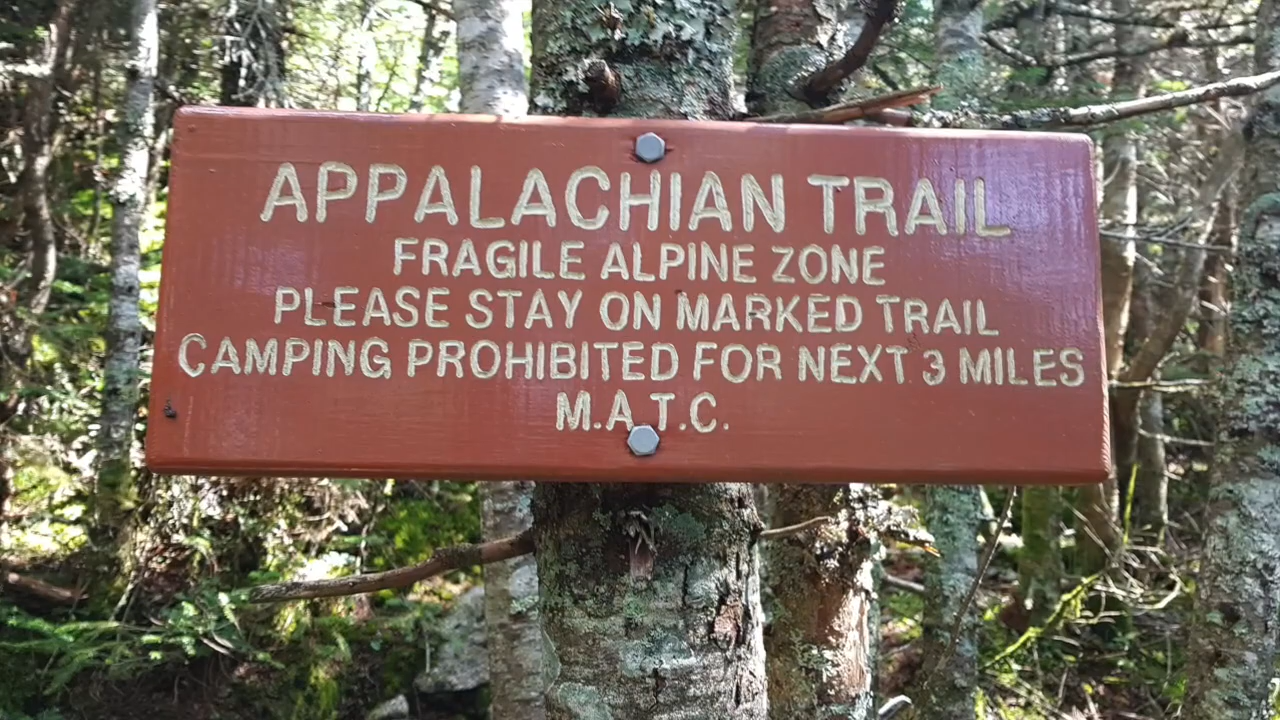 APPALACHIAN TRAIL
FRAGILE ALPINE ZONE
PLEASE STAY ON MARKED TRAIL
CAMPING PROHIBITED FOR NEXT 3 MILES
M.A.T.C.